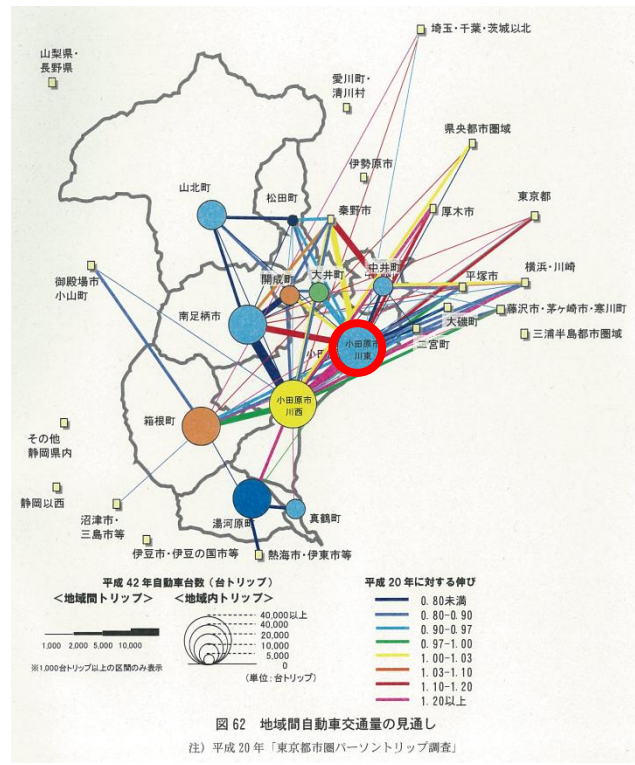 埼玉・千葉・茨城以北
山梨県・
長野県
愛川町・
清川村
県央都市圏域
伊勢原市
山北町
松田町
秦野市
厚木市
東京都
御殿場市
小山町
開成町
大井町
中井町
平塚市
横浜・川崎
南足柄市
大磯町
藤沢市・茅ヶ崎市・寒川町
小田原市
川東
二宮町
三浦半島都市圏域
小田原市
川西
箱根町
その他
静岡県内
静岡以西
沼津市・
三島市等
湯河原町
真鶴町
伊豆市・伊豆の国市等
熱海市・伊東市等
平成42年自動車台数（台トリップ）
＜地域間トリップ＞
＜地域内トリップ＞
1,000 2,000 5,000 10,000
※1,000台トリップ以上の区間のみ表示
40,000以上
40,000
20,000
10,000
5,000
0
（単位：台トリップ）
平成20年に対する伸び
0.80未満
0.80-0.90
0.90-0.97
0.97-1.00
1.00-1.03
1.03-1.10
1.10-1.20
1.20以上
図62 地域間自動車交通量の見通し
注）平成20年「東京都市圏パーソントリップ調査」